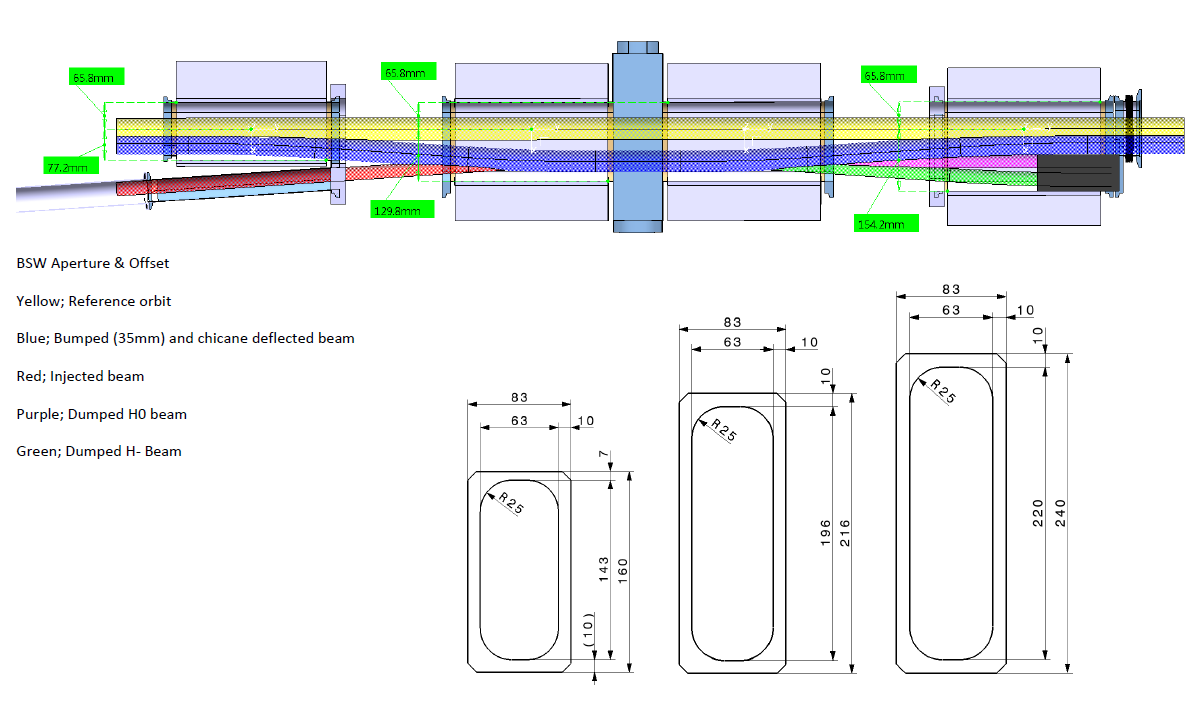 65.8mm
65.8mm
65.8mm
77.2mm
129.8mm
154.2mm
BSW Aperture & Offset
Yellow; Reference orbit
Blue; Bumped (35mm) and chicane deflected beam
Red; Injected beam
Purple; Dumped H0 beam
Green; Dumped H- Beam
83
63
10
7
R25
143
160
(10)
83
63
10
10
R25
196
216
83
63
10
10
R25
220
240